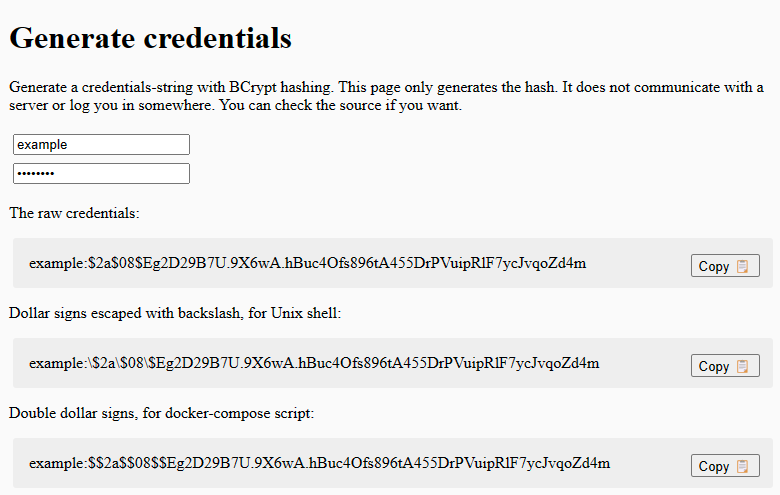 Generate credentials
Generate a credentials-string with BCrypt hashing. This page only generates the hash. It does not communicate with a
server or log you in somewhere. You can check the source if you want.
example
••••••••
The raw credentials:
example:$2a$08$Eg2D29B7U.9X6wA.hBuc4Ofs896tA455DrPVuipRlF7ycJvqoZd4m
Copy
Dollar signs escaped with backslash, for Unix shell:
example:\$2a\$08\$Eg2D29B7U.9X6wA.hBuc4Ofs896tA455DrPVuipRlF7ycJvqoZd4m
Copy
Double dollar signs, for docker-compose script:
example:$$2a$$08$$Eg2D29B7U.9X6wA.hBuc4Ofs896tA455DrPVuipRlF7ycJvqoZd4m
Copy